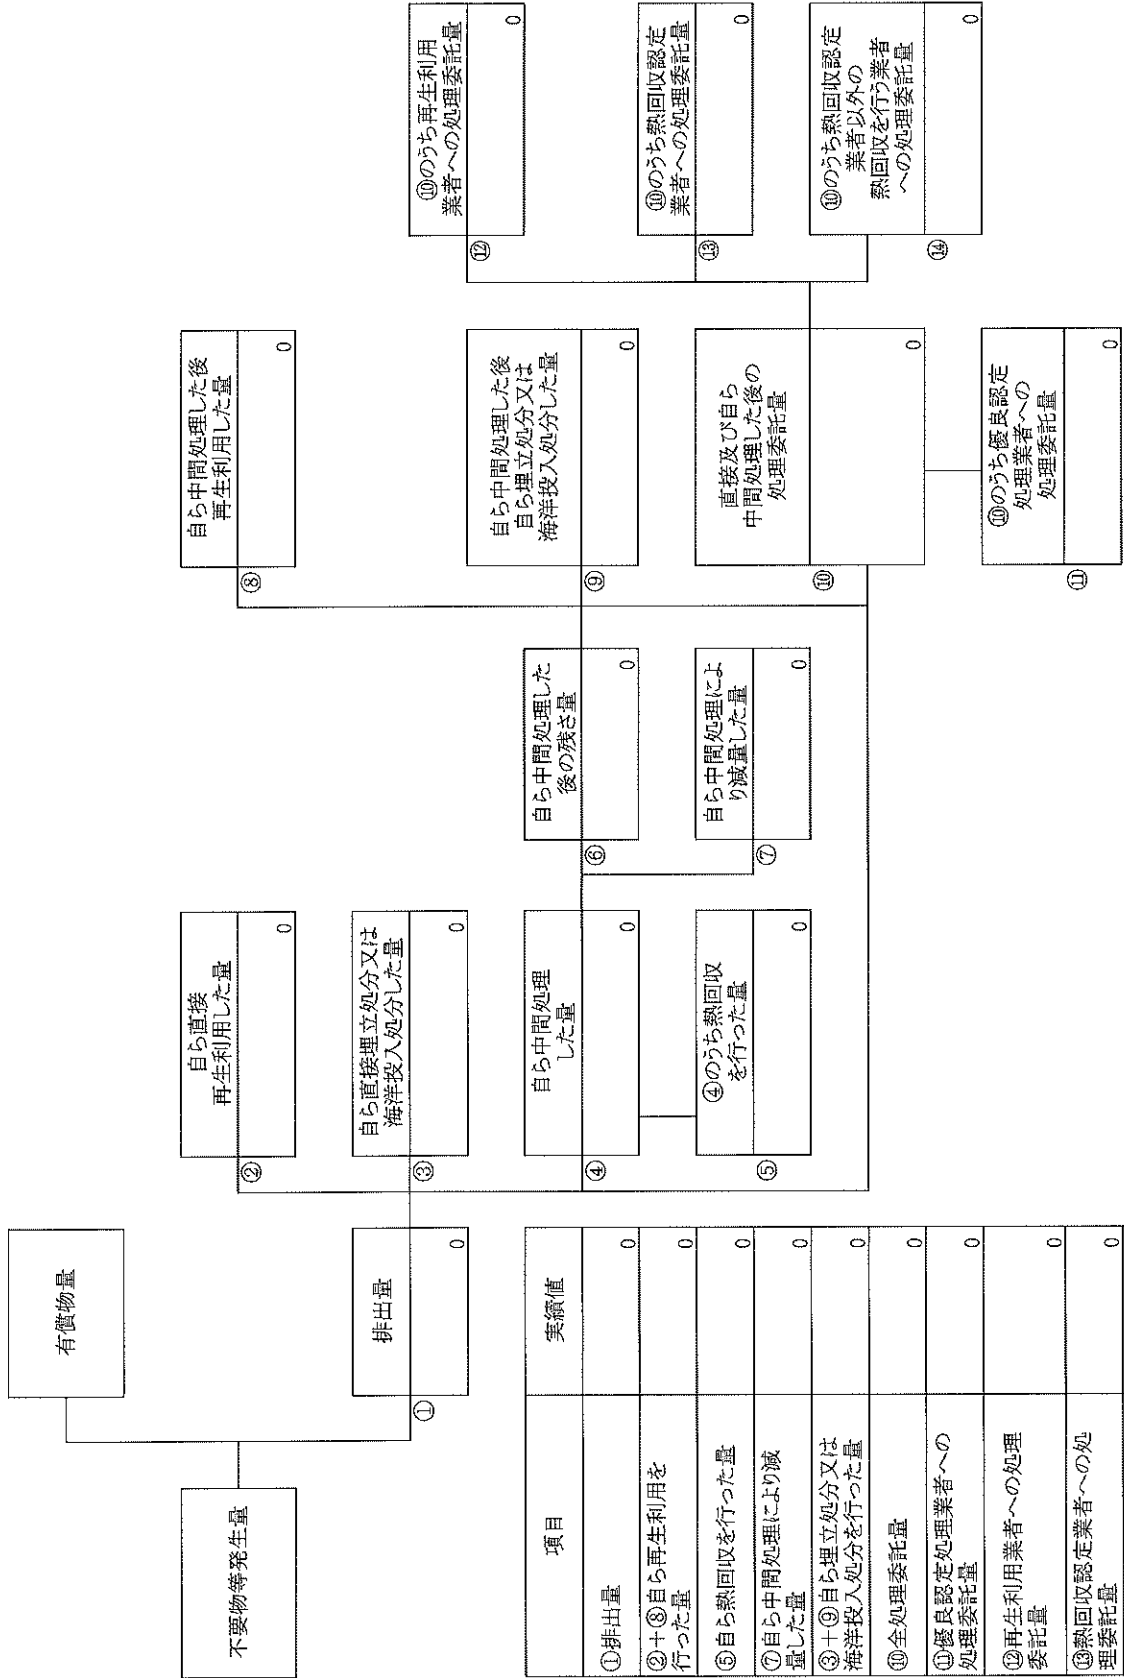 不要物等発生量
有償物量
①
排出量
0
②
自ら直接
再生利用した量
0
③
自ら直接埋立処分又は
海洋投入処分した量
0
④
自ら中間処理
した量
0
⑤
④のうち熱回収
を行った量
0
⑥
自ら中間処理した
後の残さ量
0
⑦
自ら中間処理によ
り減量した量
0
⑧
自ら中間処理した後
再生利用した量
0
⑨
自ら中間処理した後
自ら埋立処分又は
海洋投入処分した量
0
⑩
直接及び自ら
中間処理した後の
処理委託量
0
⑪
⑩のうち優良認定
処理業者への
処理委託量
0
⑫
⑩のうち再生利用
業者への処理委託量
0
⑬
⑩のうち熱回収認定
業者への処理委託量
0
⑭
⑩のうち熱回収認定
業者以外の
熱回収を行う業者
への処理委託量
0
項目
実績値
①排出量
0
②+⑧自ら再生利用を
行った量
0
⑤自ら熱回収を行った量
0
⑦自ら中間処理により減
量した量
0
③+⑨自ら埋立処分又は
海洋投入処分を行った量
0
⑩全処理委託量
0
⑪優良認定処理業者への
処理委託量
0
⑫再生利用業者への処理
委託量
0
⑬熱回収認定業者への処
理委託量
0